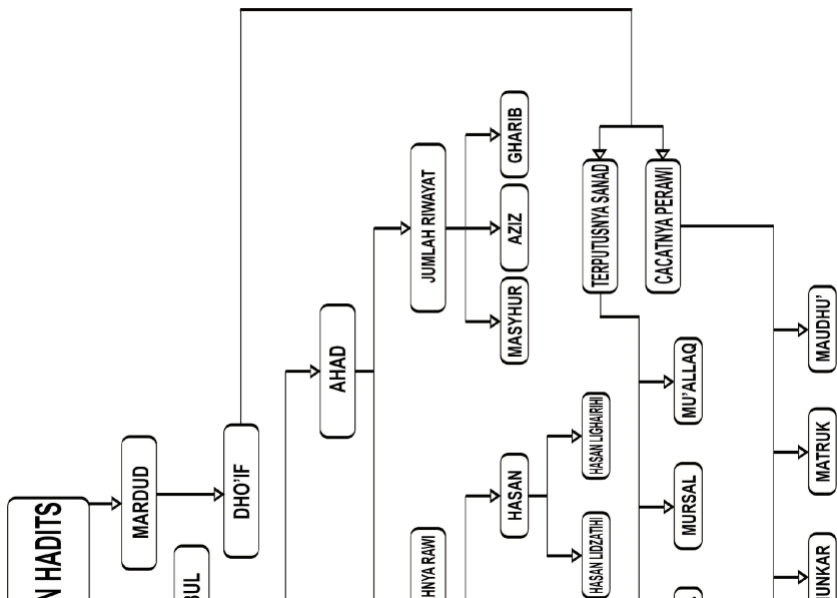 N HADITS
MARDUD
BUL
DHO'IF
AHAD
JUMLAH RIWAYAT
HNYA RAWI
GHARIB
AZIZ
MASYHUR
HASAN
HASAN LIGHAIRIHI
HASAN LIDZATHI
TERPUTUSNYA SANAD
CACATNYA PERAWI
MU'ALLAQ
MURSAL
MAUDHU'
MATRUK
UNKAR